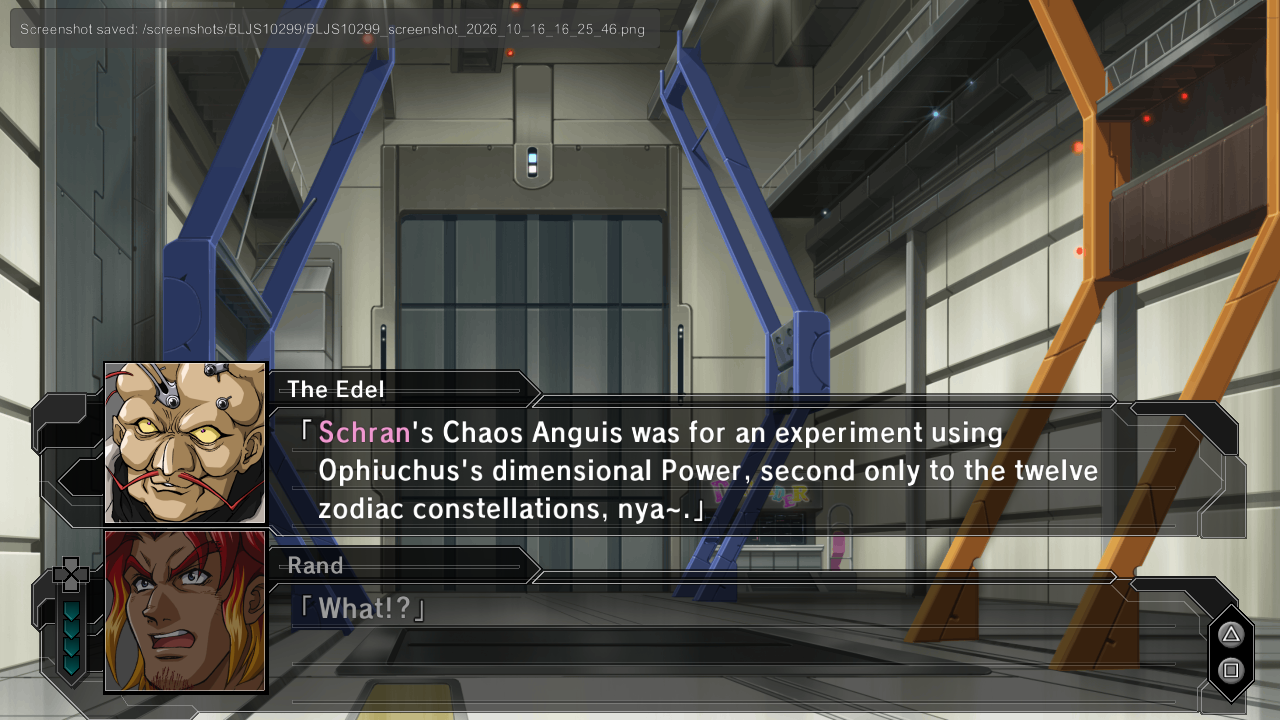 Screenshot saved: /screenshots/BLJS10299/BLJS10299_screenshot_2026_10_16_16_25_46.png
The Edel
「Schran's Chaos Anguis was for an experiment using
Ophiuchus's dimensional Power, second only to the twelve
zodiac constellations, nya~.」
Rand
「What!?」